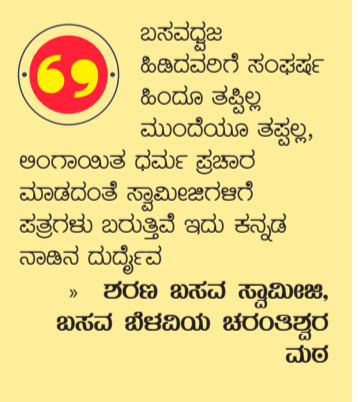 ಬಸವಧ್ವಜ
ಹಿಡಿದವರಿಗೆ ಸಂಘರ್ಷ
ಹಿಂದೂ ತಪ್ಪಿಲ್ಲ
ಮುಂದೆಯೂ ತಪ್ಪಲ್ಲ,
ಲಿಂಗಾಯಿತ ಧರ್ಮ ಪ್ರಚಾರ
ಮಾಡದಂತೆ ಸ್ವಾಮೀಜಿಗಳಿಗೆ
ಪತ್ರಗಳು ಬರುತ್ತಿವೆ ಇದು ಕನ್ನಡ
ನಾಡಿನ ದುರ್ದೈವ
» ಶರಣ ಬಸವ ಸ್ವಾಮೀಜಿ,
ಬಸವ ಬೆಳವಿಯ ಚರಂತಿಶ್ವರ
ಮಠ